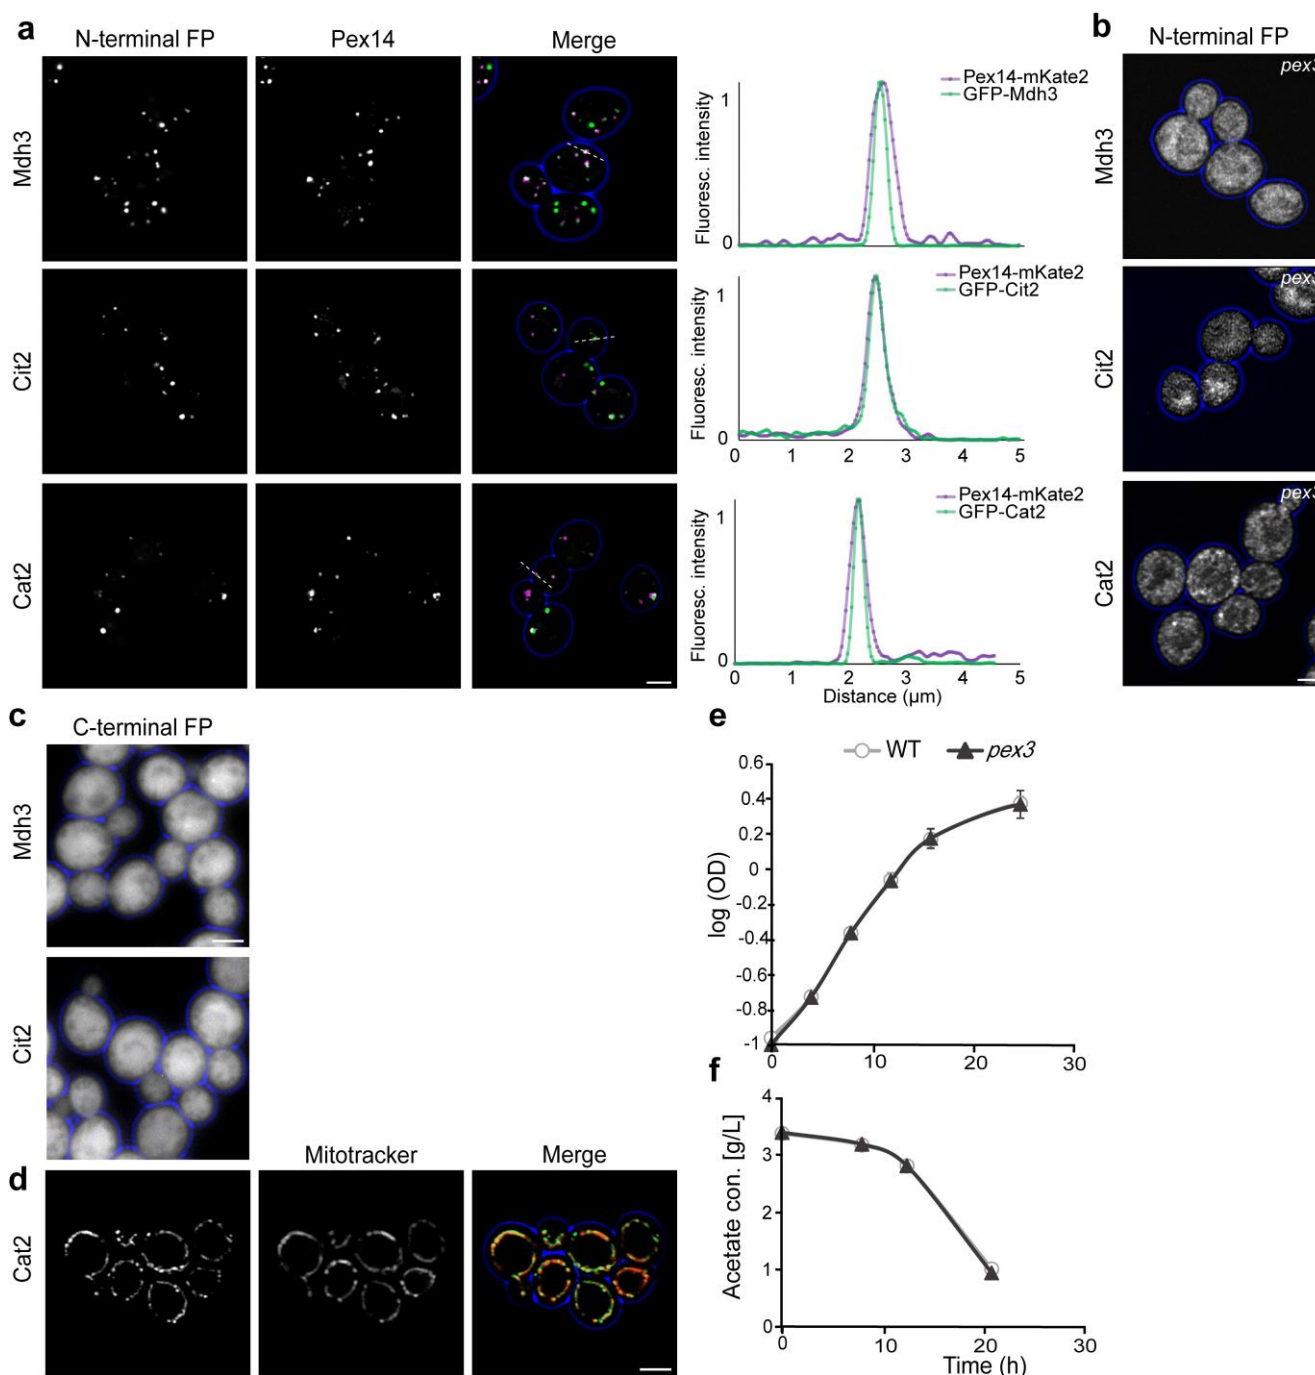 a
N-terminal FP Pex14 Merge
Mdh3
Cit2
Cat2
Fluoresc. intensity
1
0
Pex14-mKate2
GFP-Mdh3
Fluoresc. intensity
1
0
Pex14-mKate2
GFP-Cit2
0 1 2 3 4 5
Fluoresc. intensity
1
0
Pex14-mKate2
GFP-Cat2
0 1 2 3 4 5
Distance (µm)
b
N-terminal FP
Mdh3
pex3
Cit2
pex3
Cat2
pex3
c
C-terminal FP
Mdh3
Cit2
d
Mitotracker Merge
Cat2
e
WT pex3
log (OD)
0.6
0.4
0.2
0
-0.2
-0.4
-0.6
-0.8
-1
0 10 20 30
f
Acetate con. [g/L]
4
3
2
1
0
0 10 20 30
Time (h)